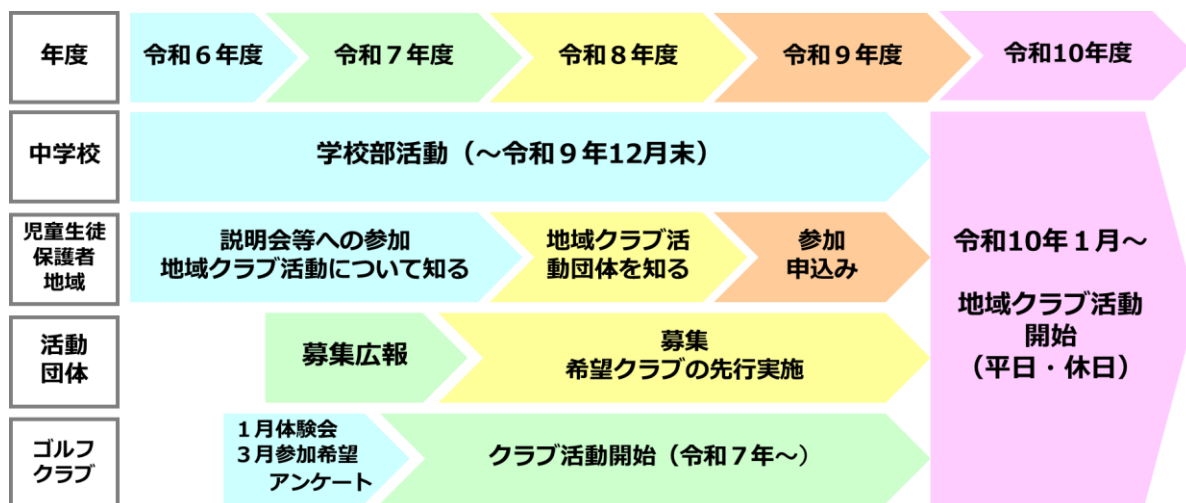 年度
令和６年度
令和７年度
令和８年度
令和９年度
令和10年度
中学校
学校部活動（～令和９年12月末）
児童生徒
保護者
地域
説明会等への参加
地域クラブ活動について知る
地域クラブ活
動団体を知る
参加
申込み
活動
団体
募集広報
募集
希望クラブの先行実施
ゴルフ
クラブ
１月体験会
３月参加希望
アンケート
クラブ活動開始（令和７年～）
令和10年１月～
地域クラブ活動
開始
（平日・休日）